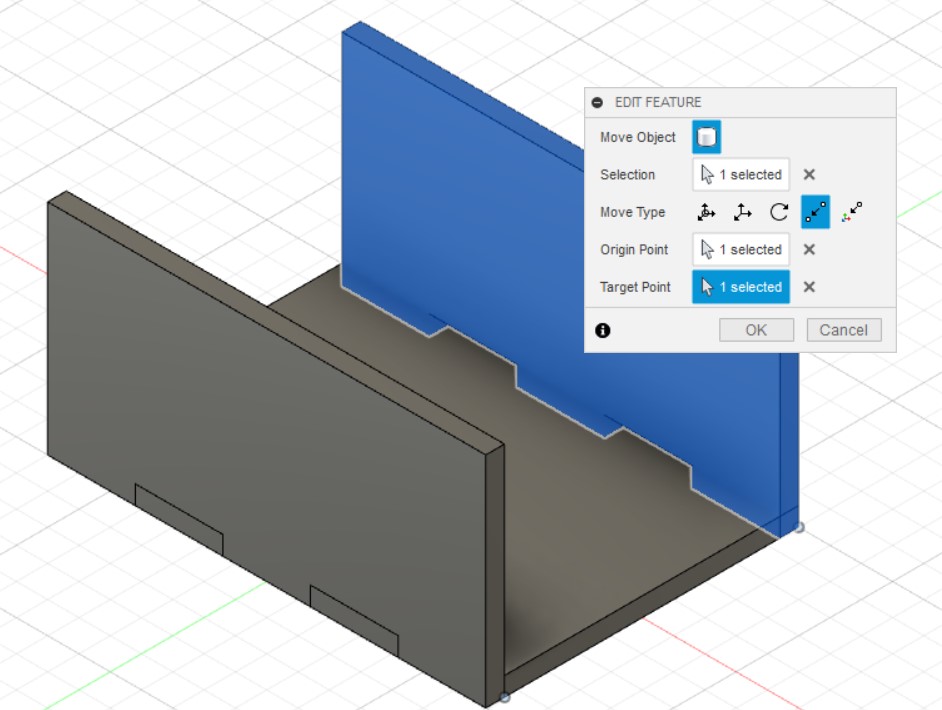 EDIT FEATURE
Move Object
Selection 1 selected
Move Type
Origin Point 1 selected
Target Point 1 selected
OK Cancel